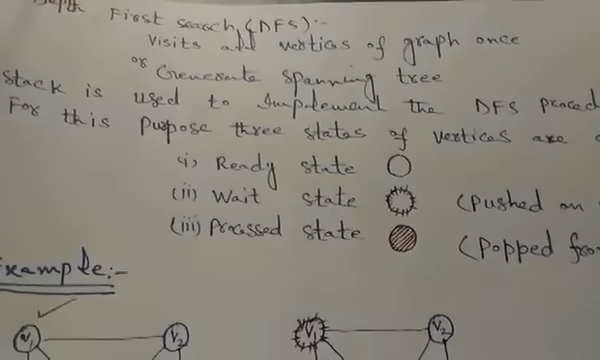 Depth First search (DFS):-
Visits all vertices of graph once
or Generate Spanning tree
Stack is used to Implement the DFS
For this Purpose three states of vertices are
(i) Ready state
(ii) Wait state (Pushed on
(iii) Processed state (Popped from
Example:-
V1 V2 V1 V2